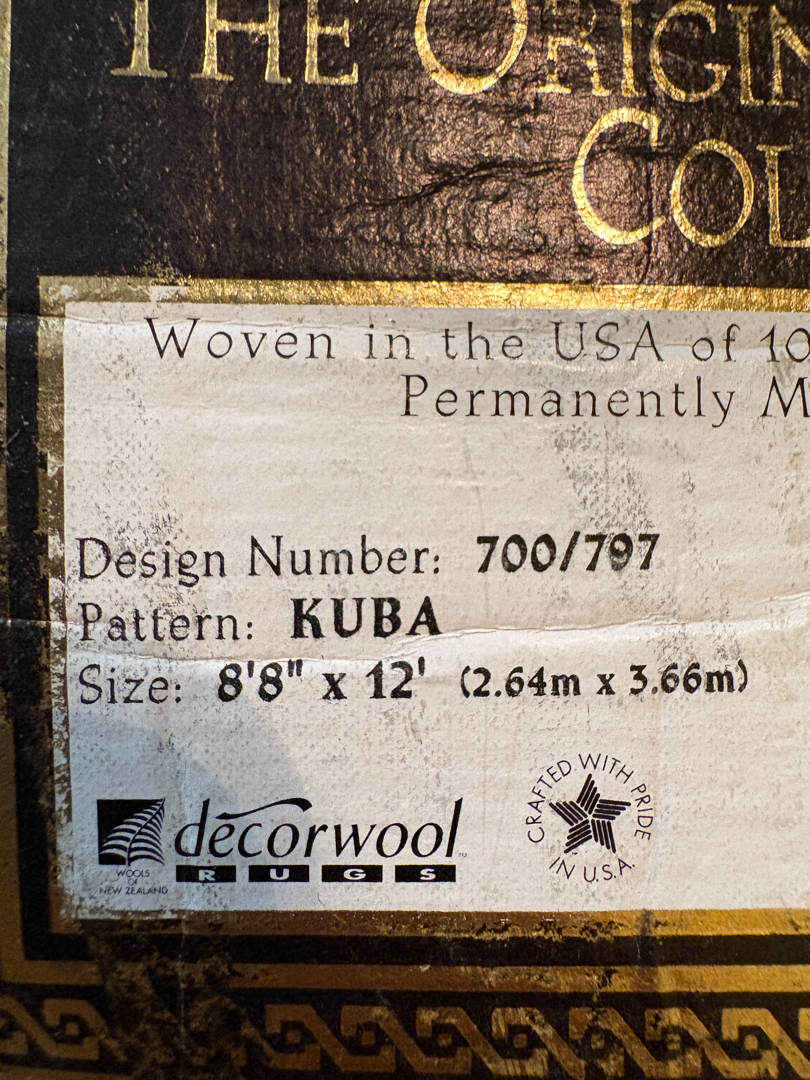 THE ORIGIN
COL
Woven in the USA of 10
Permanently M
Design Number: 700/797
Pattern: KUBA
Size: 8'8" x 12' (2.64m x 3.66m)
décorwool
RUGS
WOOLS
OF
NEW ZEALAND
CRAFTED WITH PRIDE
IN U.S.A.